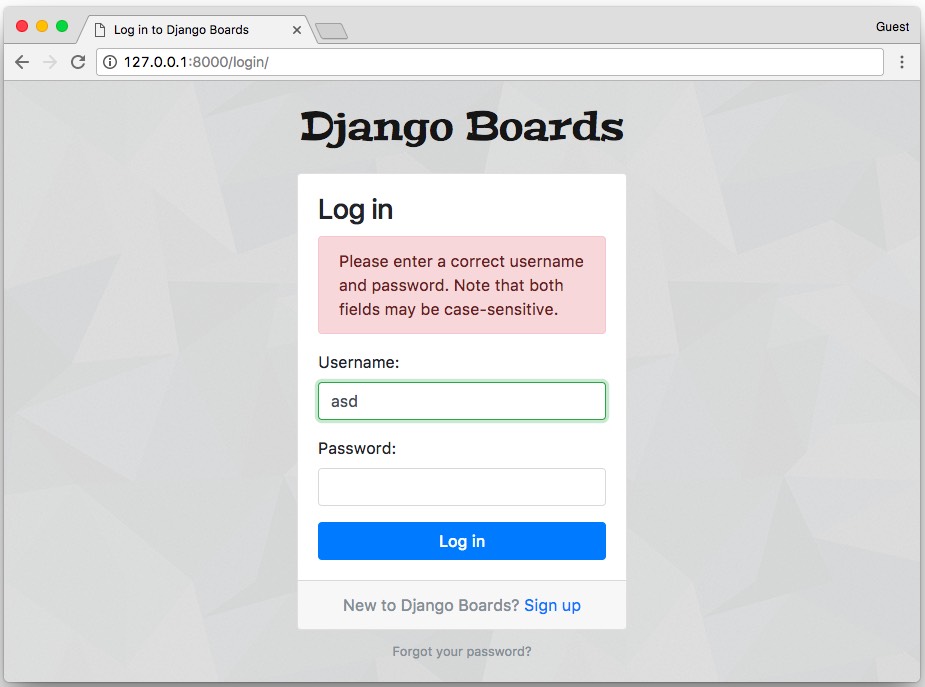 Log in to Django Boards
Guest
127.0.0.1:8000/login/
Django Boards
Log in
Please enter a correct username
and password. Note that both
fields may be case-sensitive.
Username:
asd
Password:
Log in
New to Django Boards? Sign up
Forgot your password?